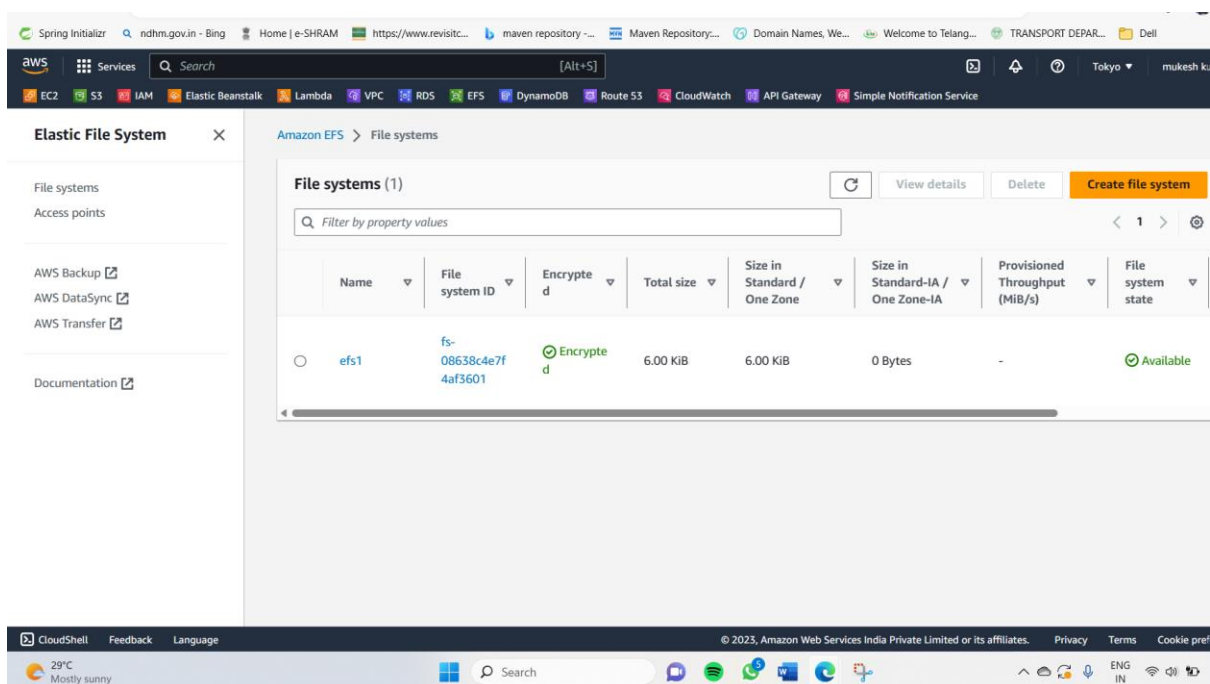 Spring Initializr ndhm.gov.in - Bing Home | e-SHRAM https://www.revisitc... maven repository -... Maven Repository:... Domain Names, We... Welcome to Telang... TRANSPORT DEPAR... Dell
aws Services Search [Alt+S] Tokyo mukesh ku
EC2 S3 IAM Elastic Beanstalk Lambda VPC RDS EFS DynamoDB Route 53 CloudWatch API Gateway Simple Notification Service
Elastic File System
File systems
Access points
AWS Backup
AWS DataSync
AWS Transfer
Documentation
Amazon EFS > File systems
File systems (1)
View details Delete Create file system
Filter by property values
1
Name
File
system ID
Encrypte
d
Total size
Size in
Standard /
One Zone
Size in
Standard-IA /
One Zone-IA
Provisioned
Throughput
(MiB/s)
File
system
state
efs1
fs-
08638c4e7f
4af3601
Encrypte
d
6.00 KiB
6.00 KiB
0 Bytes
-
Available
CloudShell Feedback Language © 2023, Amazon Web Services India Private Limited or its affiliates. Privacy Terms Cookie pref
29°C
Mostly sunny
Search
5
ENG
IN